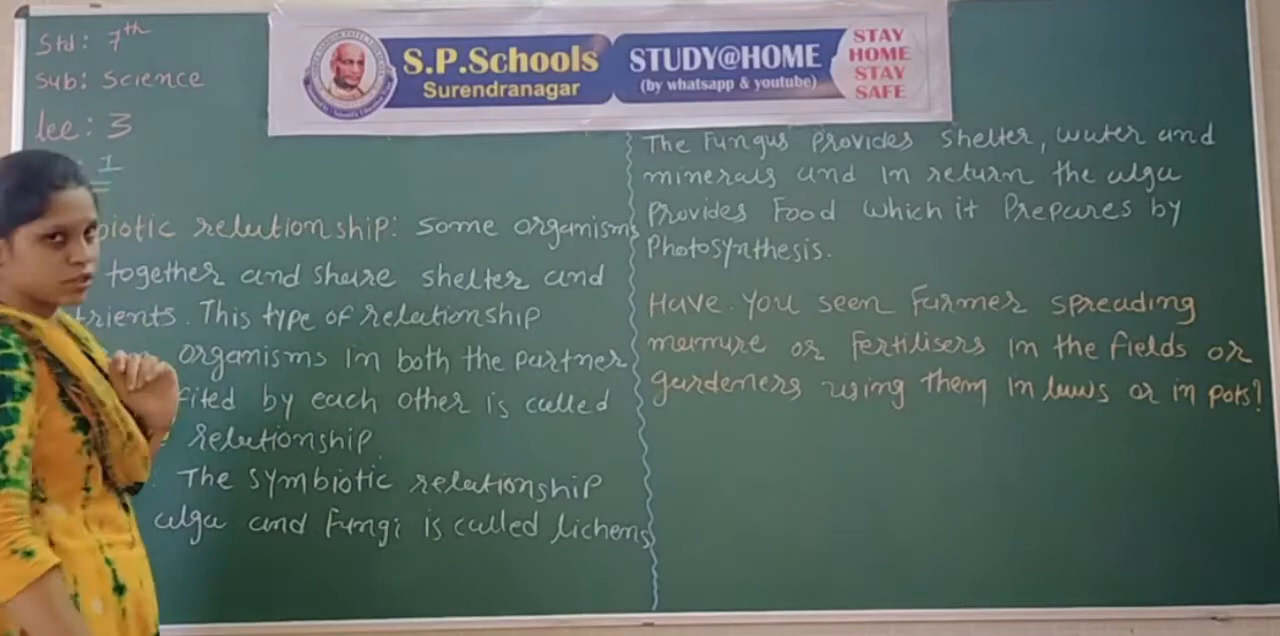 Std: 7th
Sub: Science
lec: 3
1
S.P.Schools
Surendranagar
STUDY@HOME
(by whatsapp & youtube)
STAY
HOME
STAY
SAFE
biotic relationship: some organisms
together and share shelter and
trients. This type of relationship
organisms in both the partner
fited by each other is called
relationship.
The symbiotic relationship
alga and fungi is called lichens
The Fungus Provides shelter, water and
minerals and in return the alga
Provides Food which it Prepares by
Photosynthesis.
Have you seen farmer spreading
manure or fertilisers in the fields or
gardeners using them in laws or in pots?